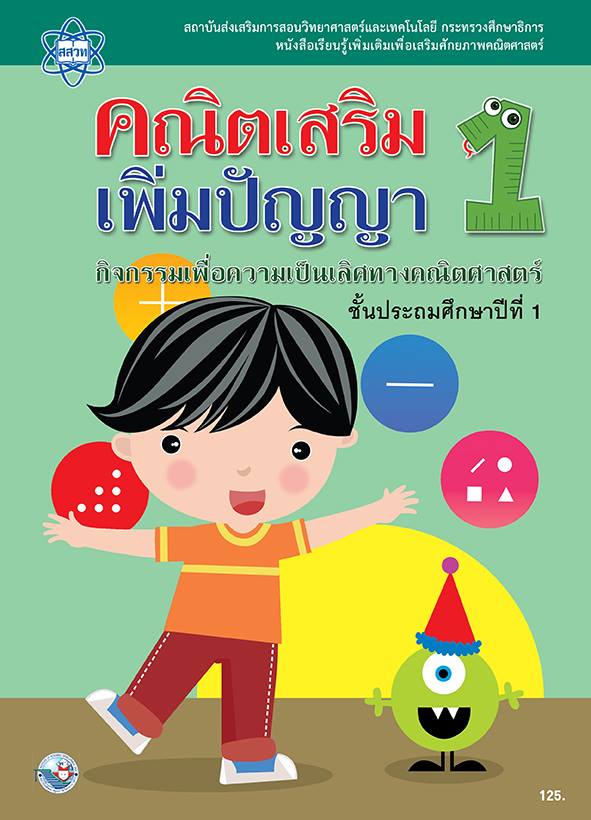 สถาบันส่งเสริมการสอนวิทยาศาสตร์และเทคโนโลยี กระทรวงศึกษาธิการ
หนังสือเรียนรู้เพิ่มเติมเพื่อเสริมศักยภาพคณิตศาสตร์
สสวท
คณิตเสริม
เพิ่มปัญญา
1
กิจกรรมเพื่อความเป็นเลิศทางคณิตศาสตร์
ชั้นประถมศึกษาปีที่ 1
125.